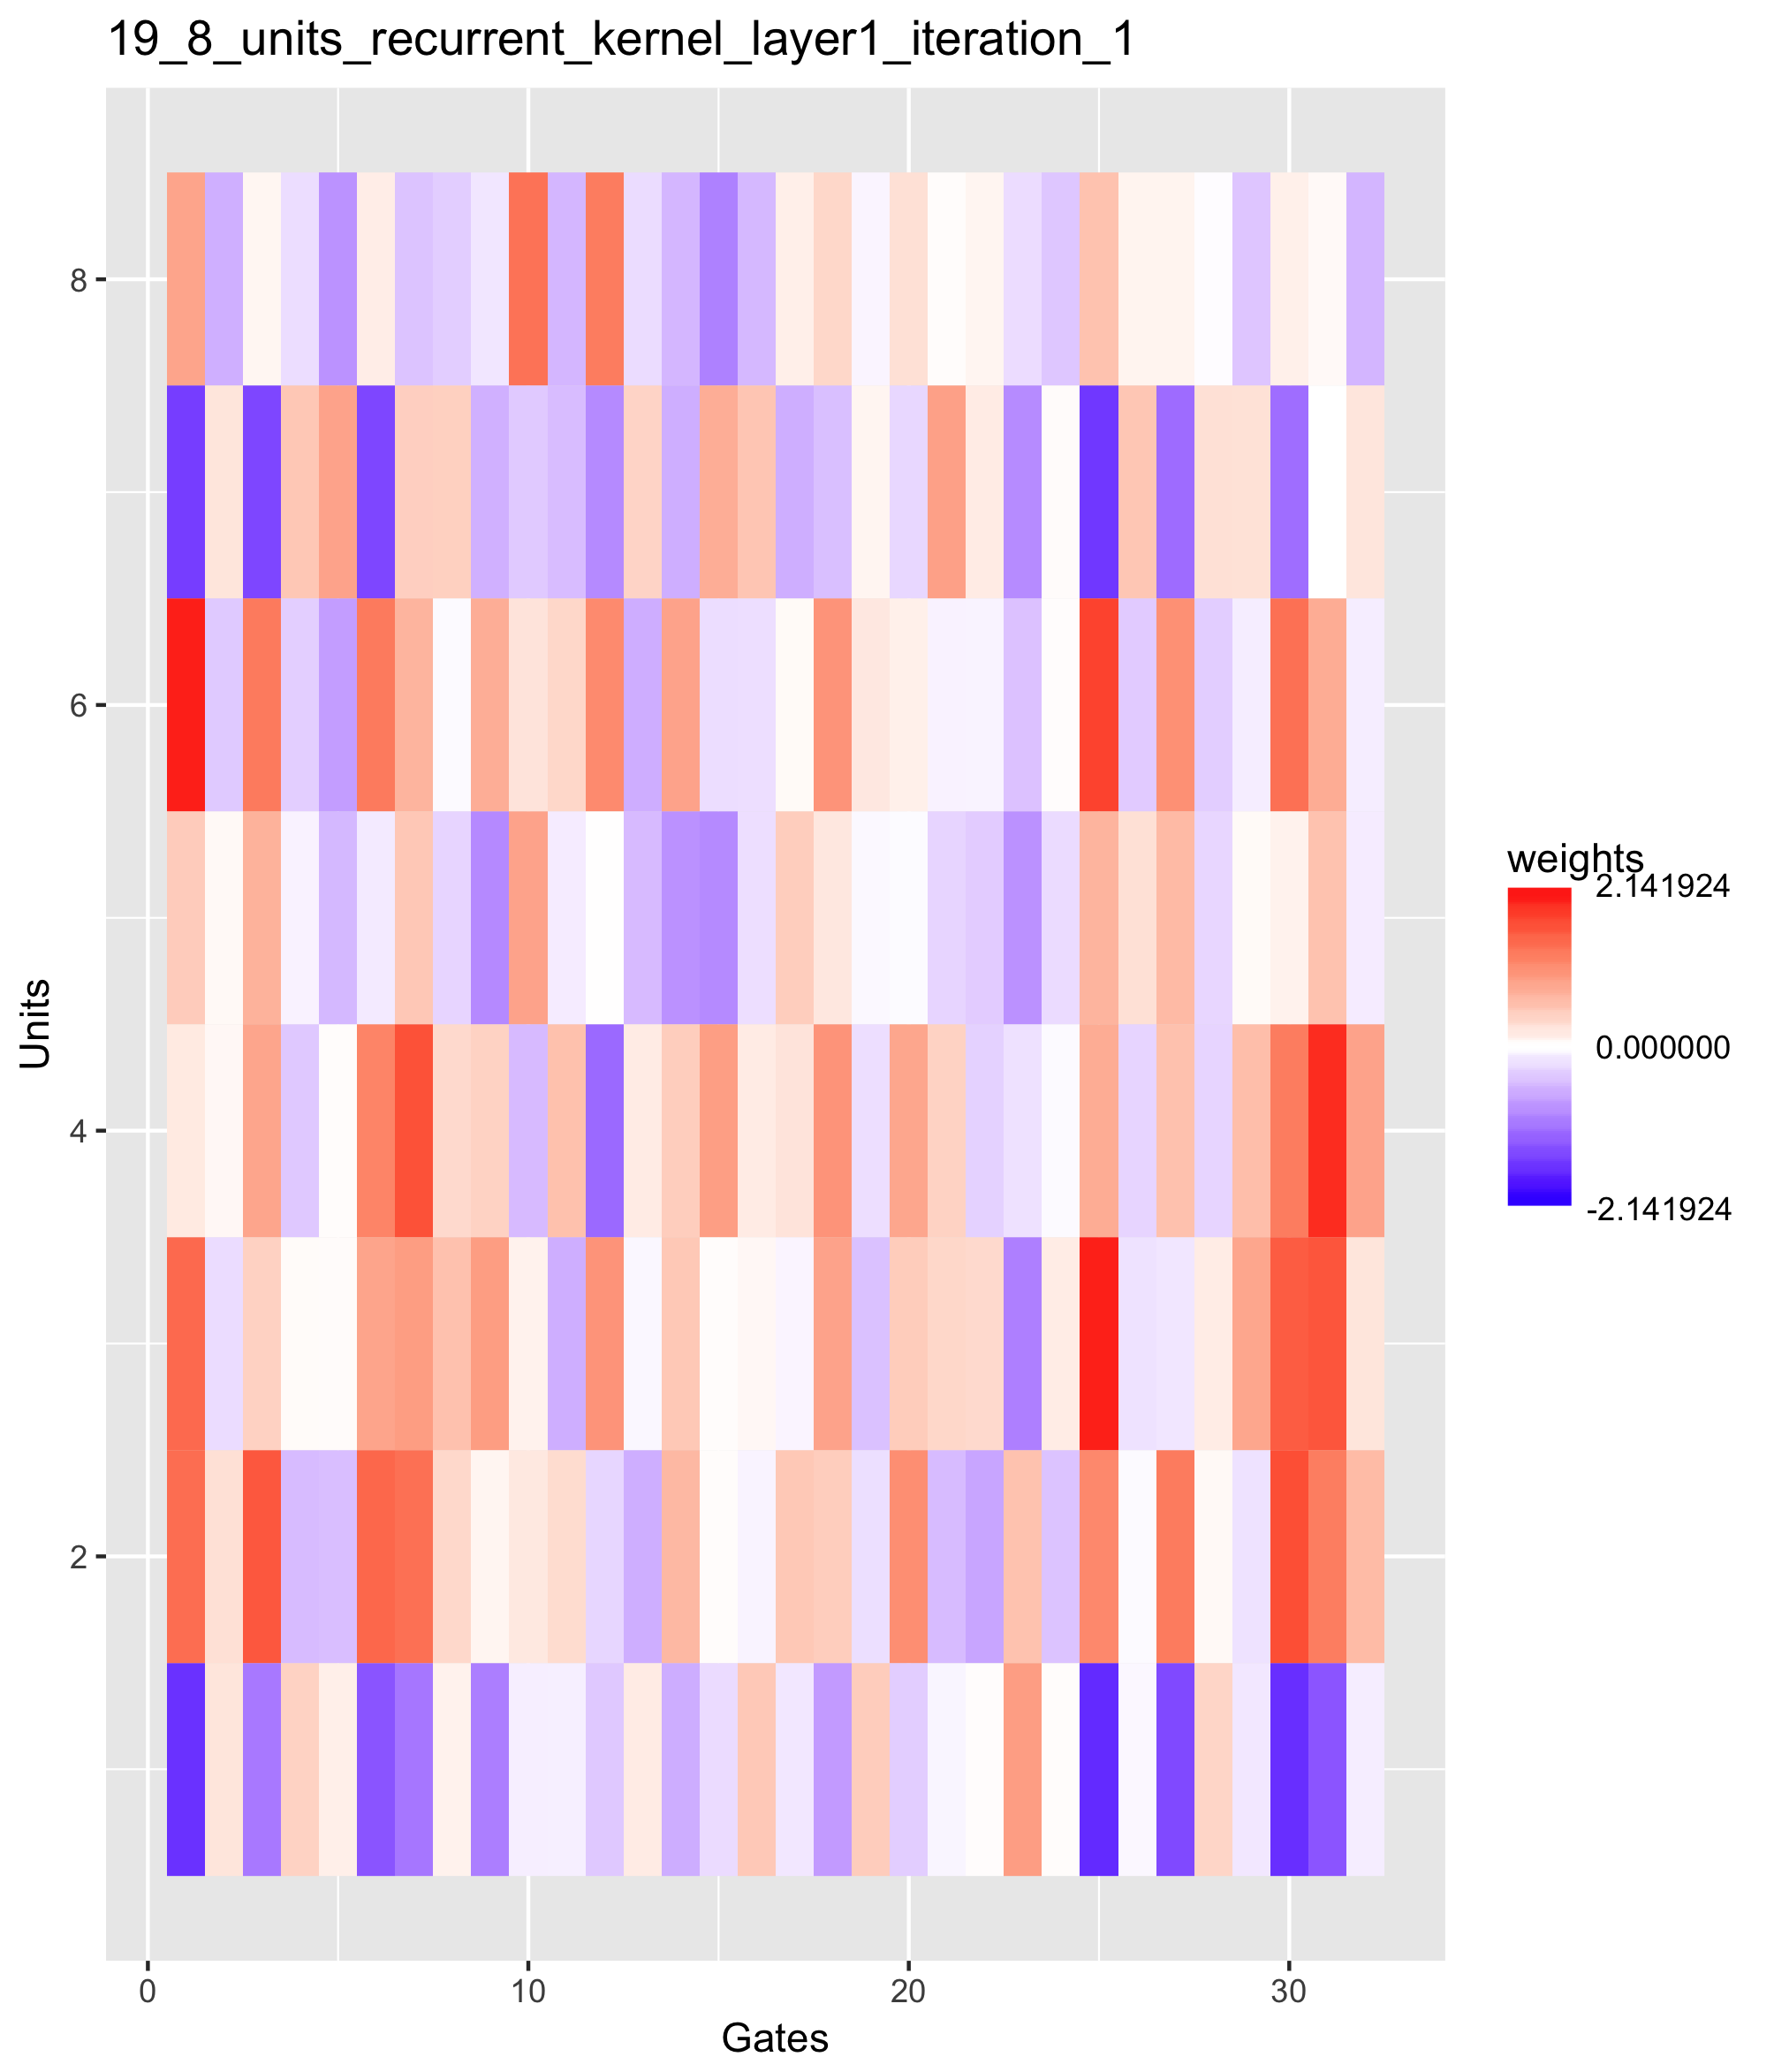 19_8_units_recurrent_kernel_layer1_iteration_1
8
6
4
2
Units
0 10 20 30
Gates
weights
2.141924
0.000000
-2.141924